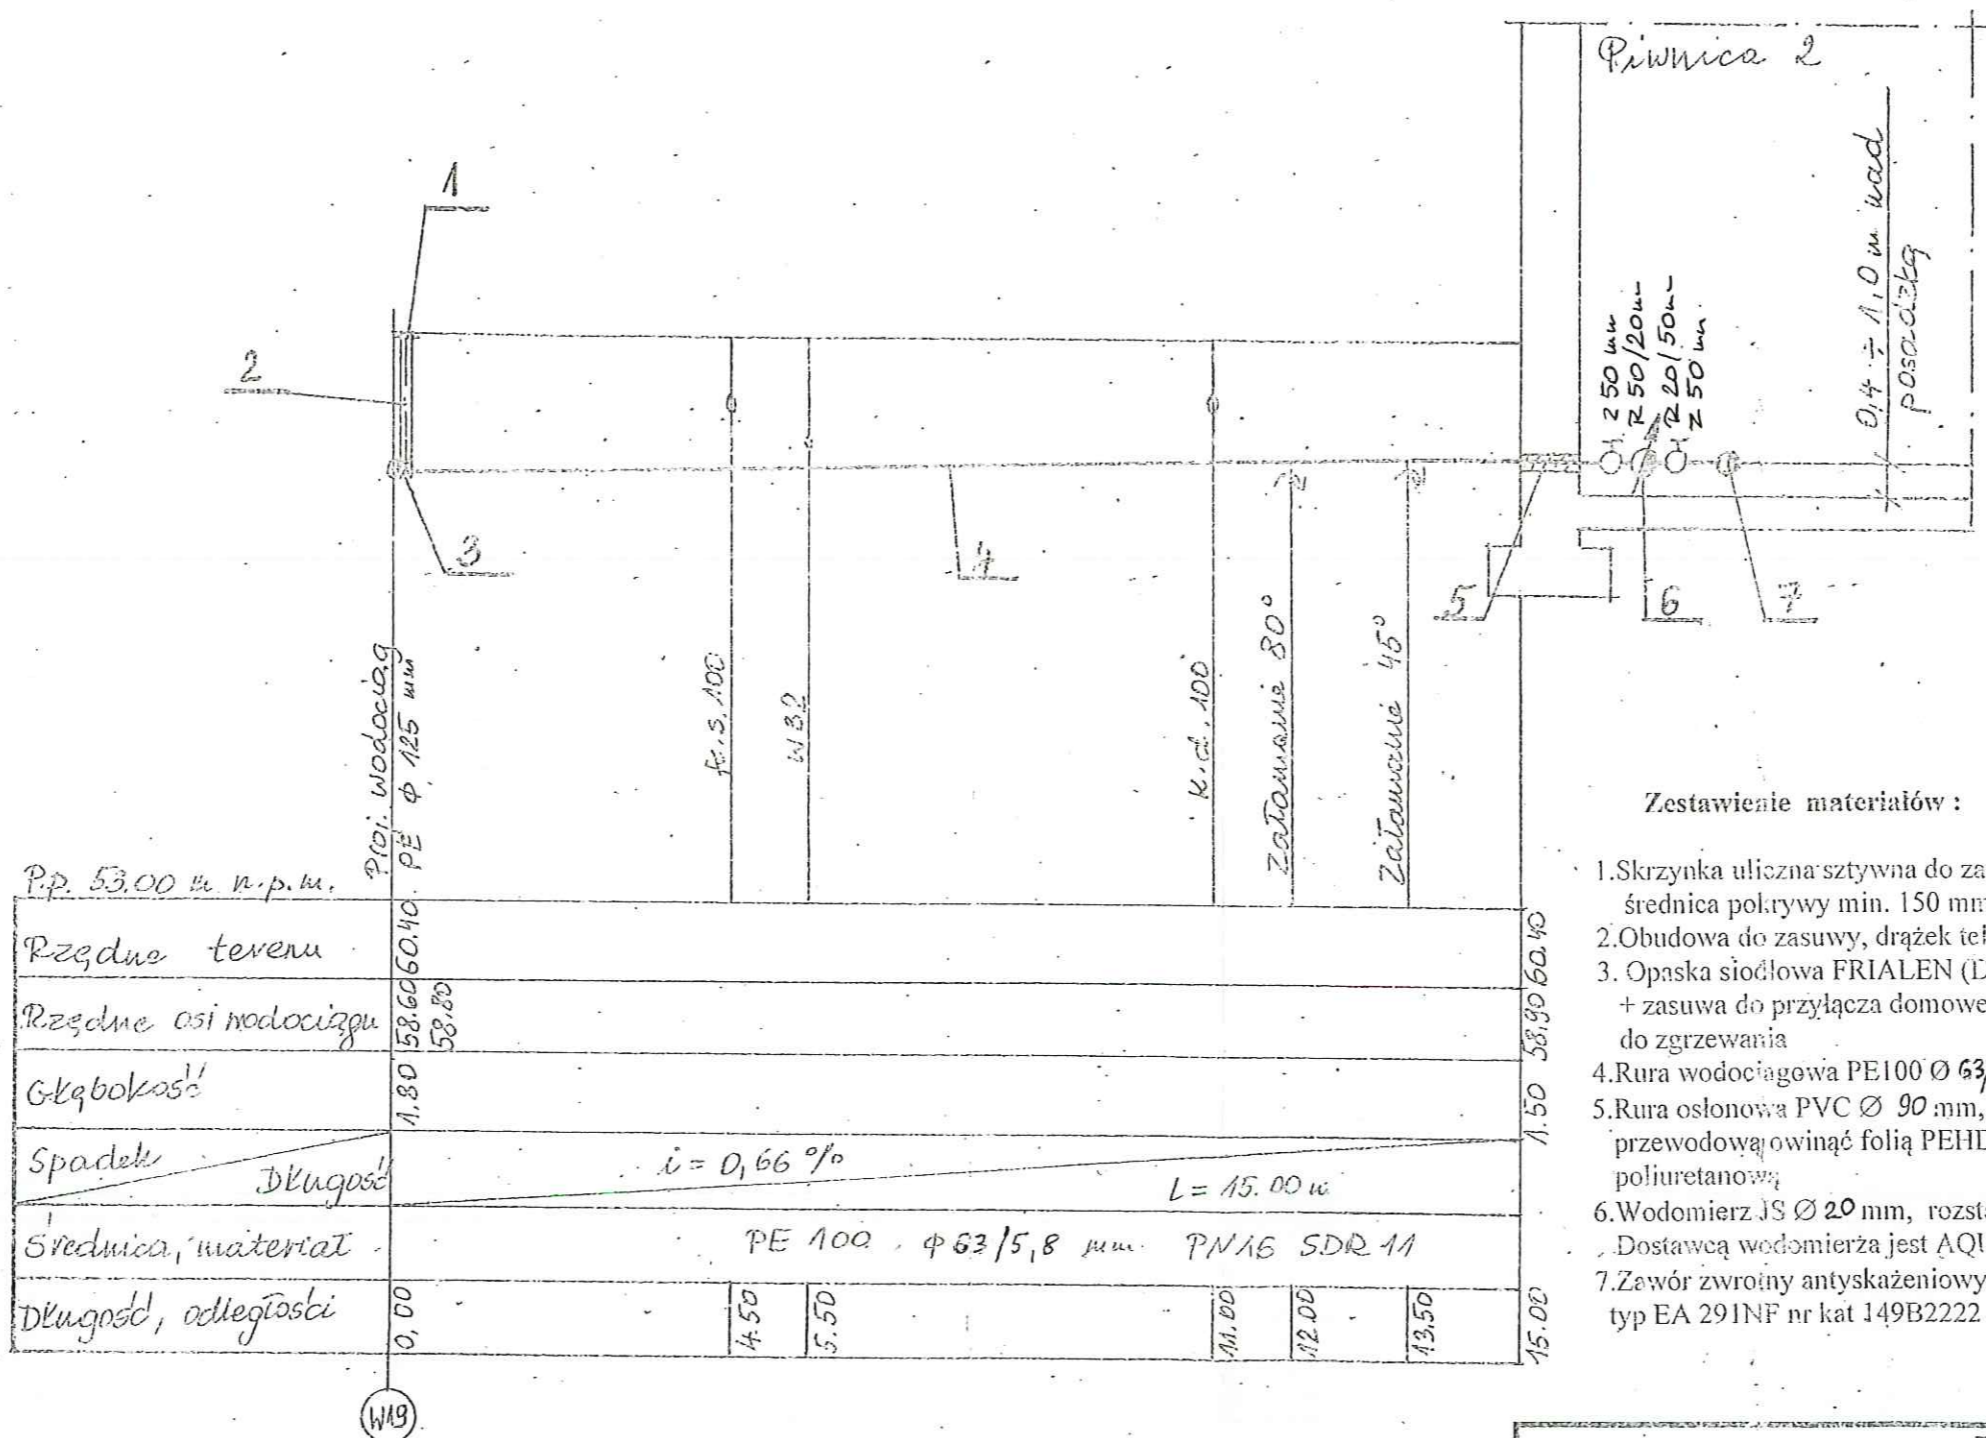 Piwnica 2
1
2
3
4
5
6
7
Z 50 mm
R 50/20 mm
R 20/50 mm
Z 50 mm
0,4 ÷ 1,0 m nad
posadzką
Proj. wodociąg
PE ϕ 125 mm
k.s. 100
w 32
k.d. 100
Załamanie 80°
Załamanie 45°
P.p. 53.00 m n.p.m.
Rzędne terenu 60.40 60.40
Rzędne osi wodociągu 58.60 58.90
58.80
Głębokość 1.80 1.50
Spadek i = 0,66 %
Długość L = 15.00 m
Średnica, materiał PE 100 ϕ 63/5,8 mm PN16 SDR 11
Długość, odległości 0,00 4.50 5.50 11.00 12.00 13.50 15.00
W19
Zestawienie materiałów :
1.Skrzynka uliczna sztywna do za
średnica pokrywy min. 150 mm
2.Obudowa do zasuwy, drążek tel
3. Opaska siodłowa FRIALEN (
+ zasuwa do przyłącza domowe
do zgrzewania
4.Rura wodociągowa PE100 Ø 63/
5.Rura osłonowa PVC Ø 90 mm,
przewodową owinąć folią PEHD
poliuretanową
6.Wodomierz JS Ø 20 mm, rozst
Dostawcą wodomierza jest AQU
7.Zawór zwrotny antyskażeniowy
typ EA 291NF nr kat 149B2222